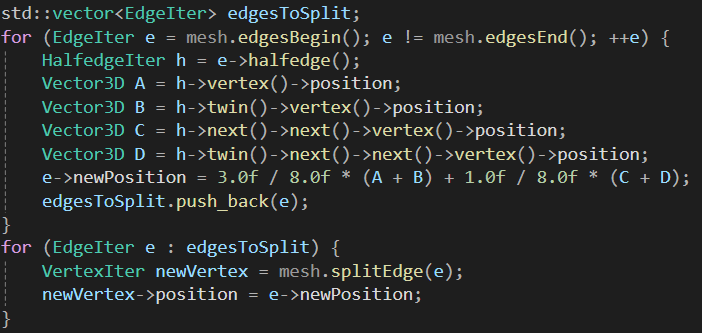 std::vector<EdgeIter> edgesToSplit;
for (EdgeIter e = mesh.edgesBegin(); e != mesh.edgesEnd(); ++e) {
    HalfedgeIter h = e->halfedge();
    Vector3D A = h->vertex()->position;
    Vector3D B = h->twin()->vertex()->position;
    Vector3D C = h->next()->next()->vertex()->position;
    Vector3D D = h->twin()->next()->next()->vertex()->position;
    e->newPosition = 3.0f / 8.0f * (A + B) + 1.0f / 8.0f * (C + D);
    edgesToSplit.push_back(e);
}
for (EdgeIter e : edgesToSplit) {
    VertexIter newVertex = mesh.splitEdge(e);
    newVertex->position = e->newPosition;
}